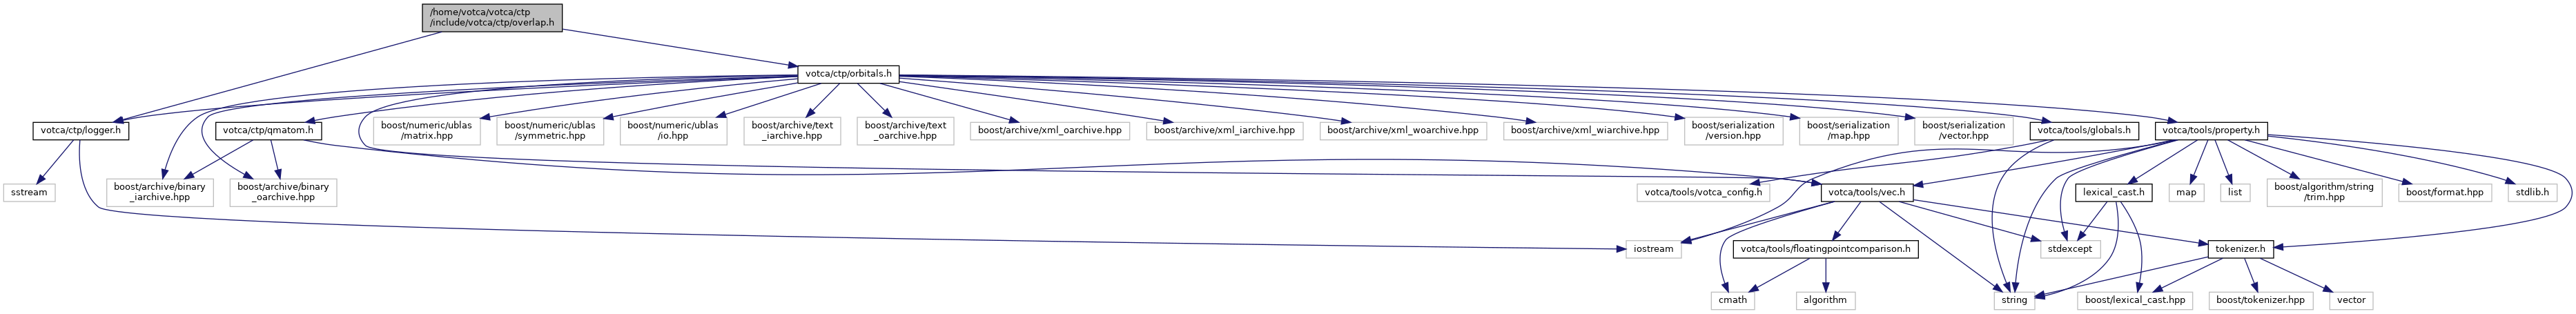 /home/votca/votca/ctp
/include/votca/ctp/overlap.h
votca/ctp/orbitals.h
votca/ctp/logger.h
votca/ctp/qmatom.h
boost/numeric/ublas
/matrix.hpp
boost/numeric/ublas
/symmetric.hpp
boost/numeric/ublas
/io.hpp
boost/archive/text
_iarchive.hpp
boost/archive/text
_oarchive.hpp
boost/archive/xml_oarchive.hpp
boost/archive/xml_iarchive.hpp
boost/archive/xml_woarchive.hpp
boost/archive/xml_wiarchive.hpp
boost/serialization
/version.hpp
boost/serialization
/map.hpp
boost/serialization
/vector.hpp
votca/tools/globals.h
votca/tools/property.h
sstream
boost/archive/binary
_iarchive.hpp
boost/archive/binary
_oarchive.hpp
votca/tools/votca_config.h
votca/tools/vec.h
lexical_cast.h
map
list
boost/algorithm/string
/trim.hpp
boost/format.hpp
stdlib.h
iostream
votca/tools/floatingpointcomparison.h
stdexcept
tokenizer.h
cmath
algorithm
string
boost/lexical_cast.hpp
boost/tokenizer.hpp
vector